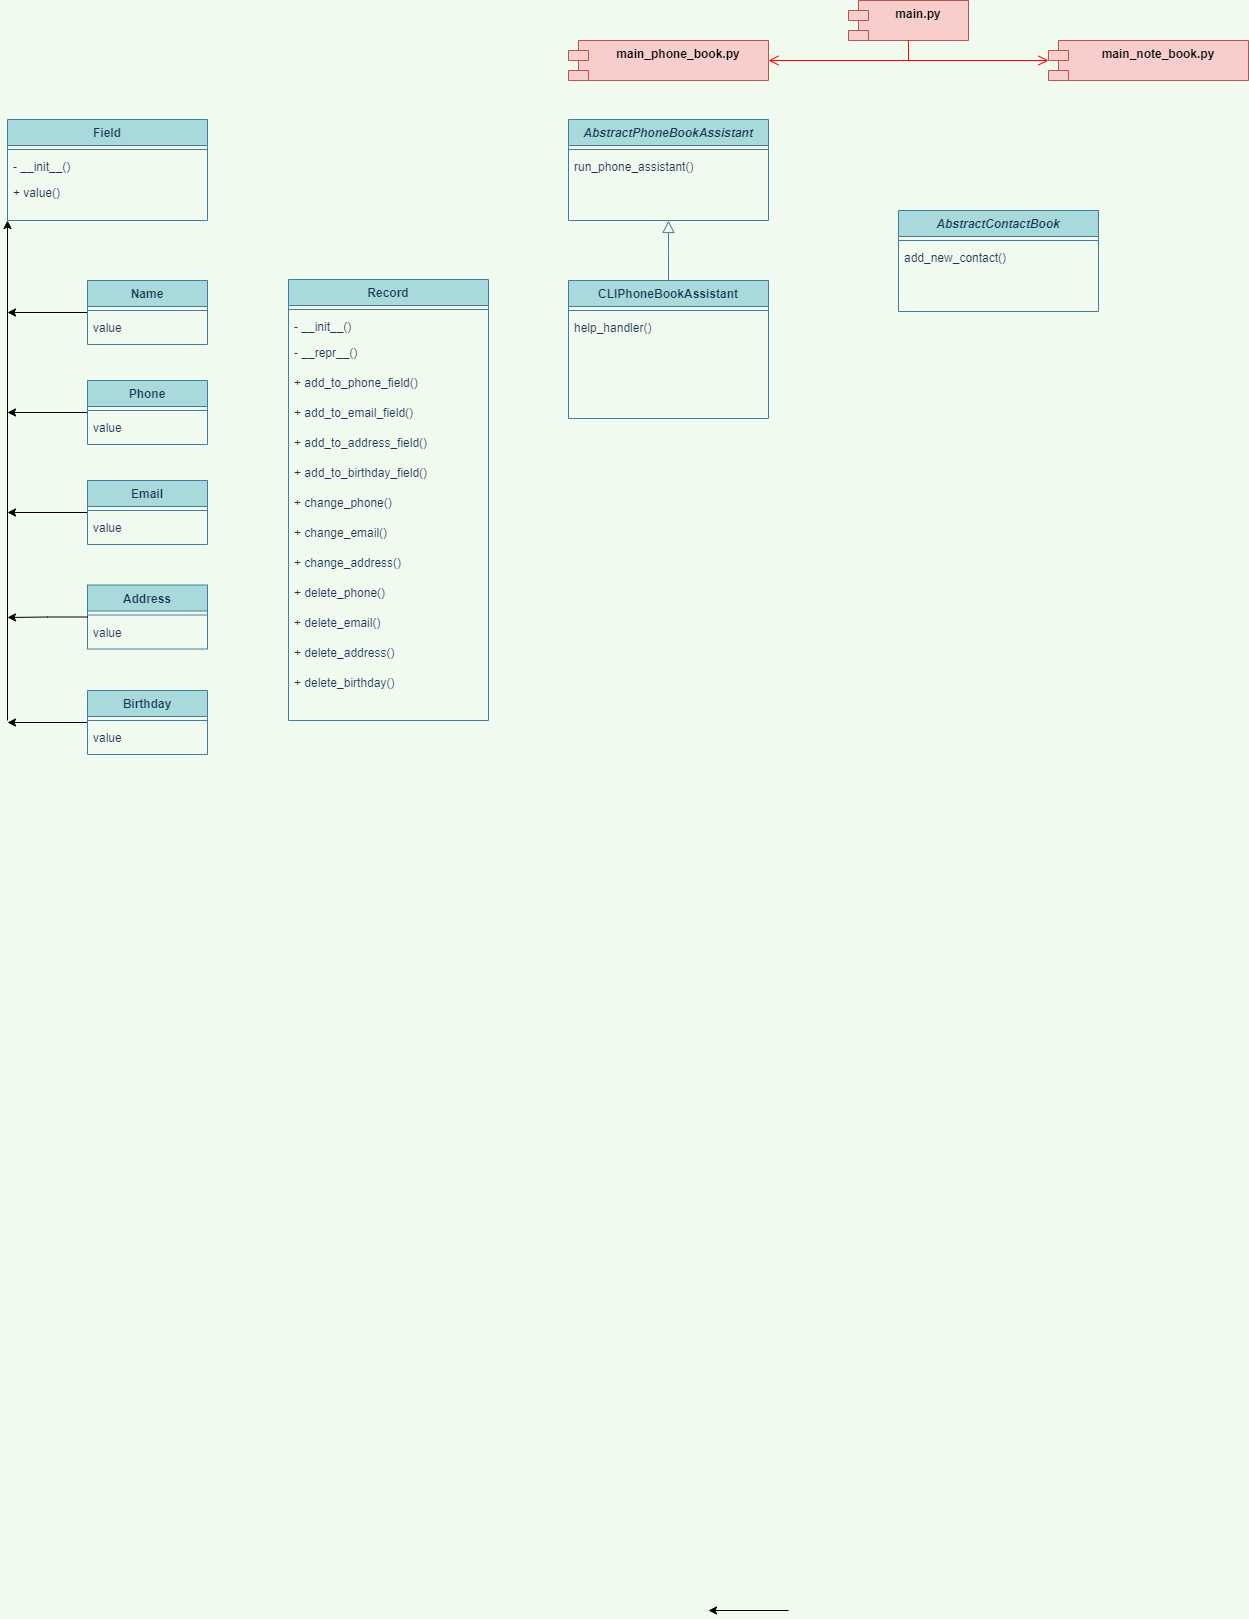 main.py
main_phone_book.py
main_note_book.py
Field
- __init__()
+ value()
Name
value
Phone
value
Email
value
Address
value
Birthday
value
Record
- __init__()
- __repr__()
+ add_to_phone_field()
+ add_to_email_field()
+ add_to_address_field()
+ add_to_birthday_field()
+ change_phone()
+ change_email()
+ change_address()
+ delete_phone()
+ delete_email()
+ delete_address()
+ delete_birthday()
AbstractPhoneBookAssistant
run_phone_assistant()
CLIPhoneBookAssistant
help_handler()
AbstractContactBook
add_new_contact()